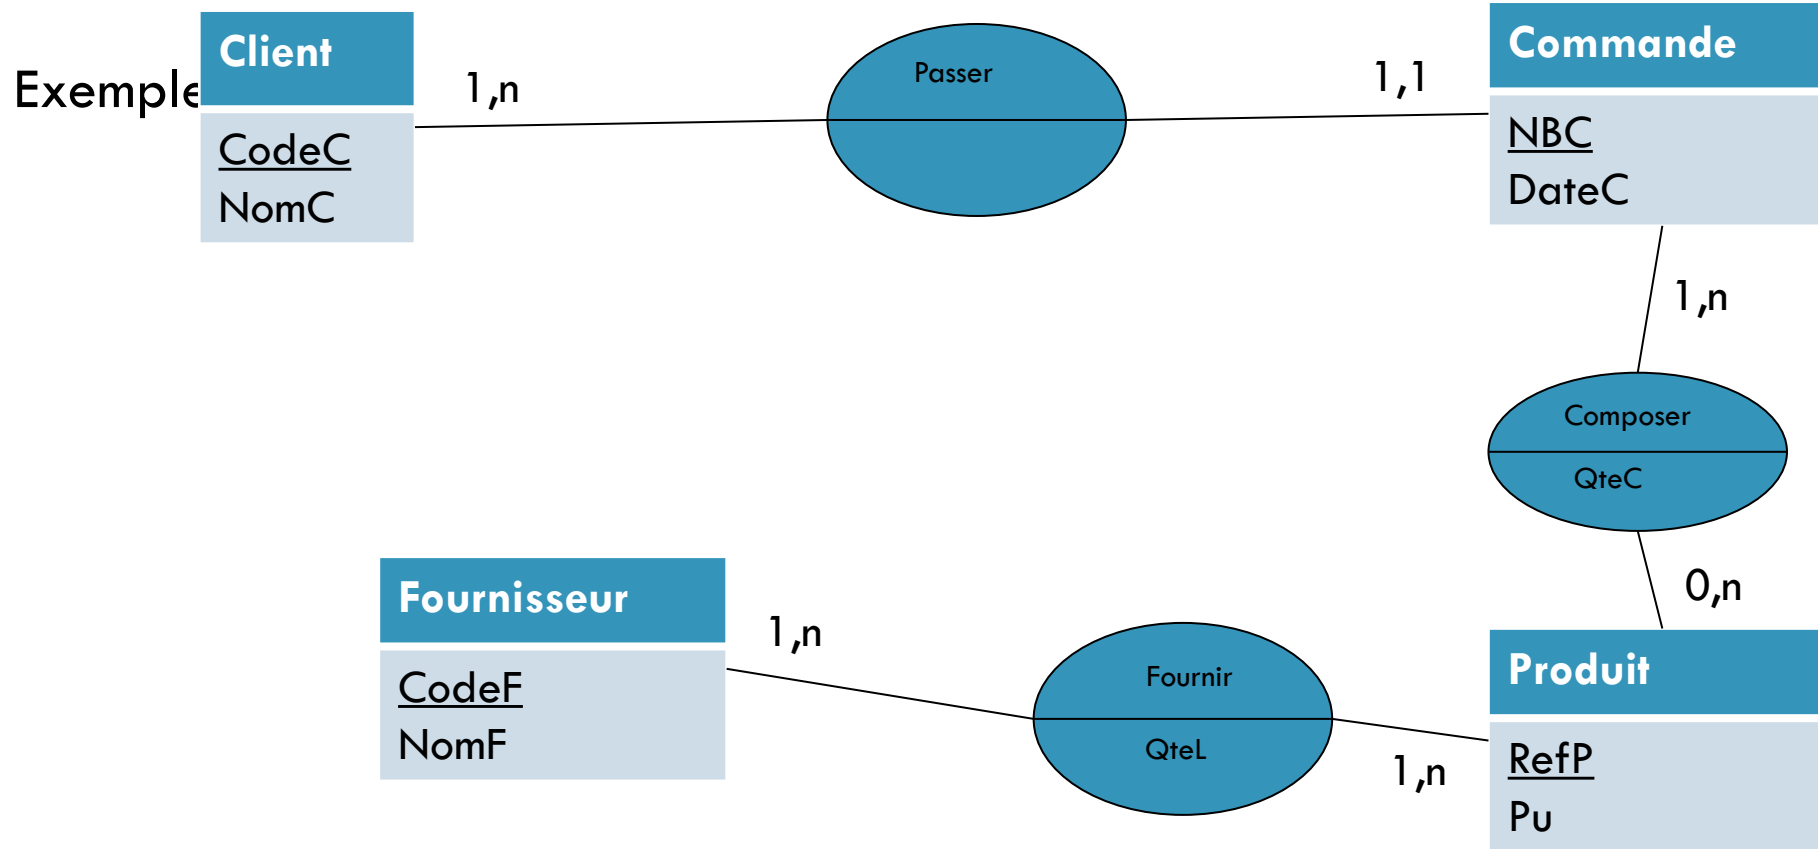 Exemple
Client
CodeC
NomC
1,n
Passer
1,1
Commande
NBC
DateC
1,n
Composer
QteC
0,n
Fournisseur
CodeF
NomF
1,n
Fournir
QteL
1,n
Produit
RefP
Pu